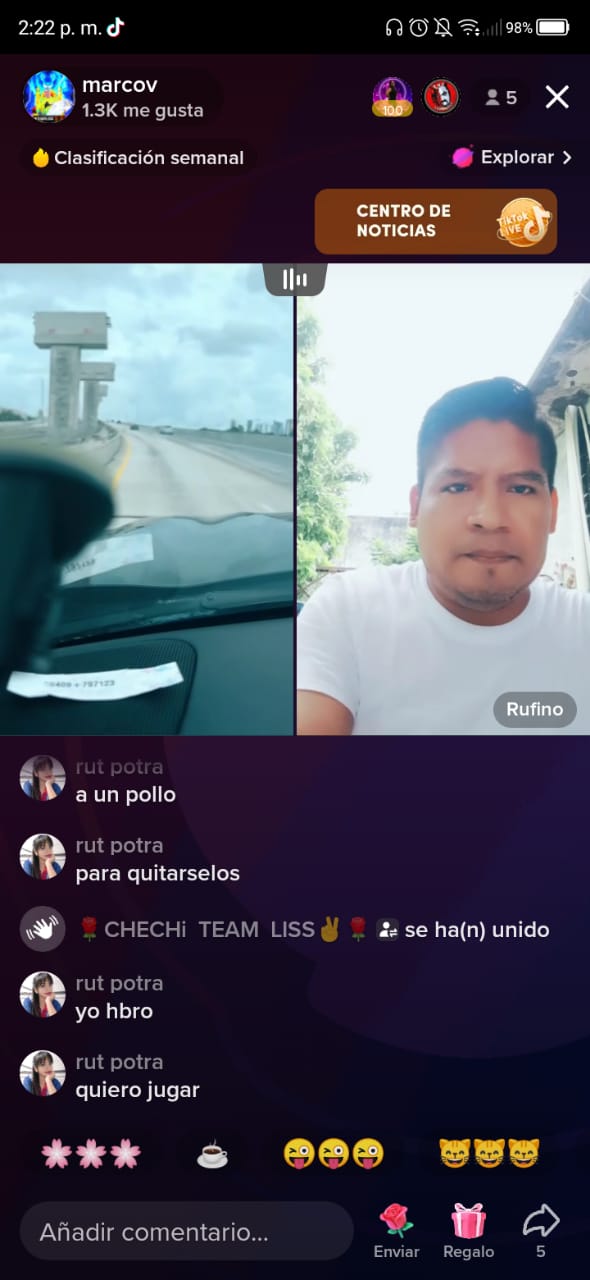 2:22 p. m.
98%
marcov
1.3K me gusta
100
5
Clasificación semanal
Explorar
CENTRO DE
NOTICIAS
TikTok
LIVE
Rufino
rut potra
a un pollo
rut potra
para quitarselos
CHECHi TEAM LISS✌🌹 se ha(n) unido
rut potra
yo hbro
rut potra
quiero jugar
Añadir comentario...
Enviar
Regalo
5